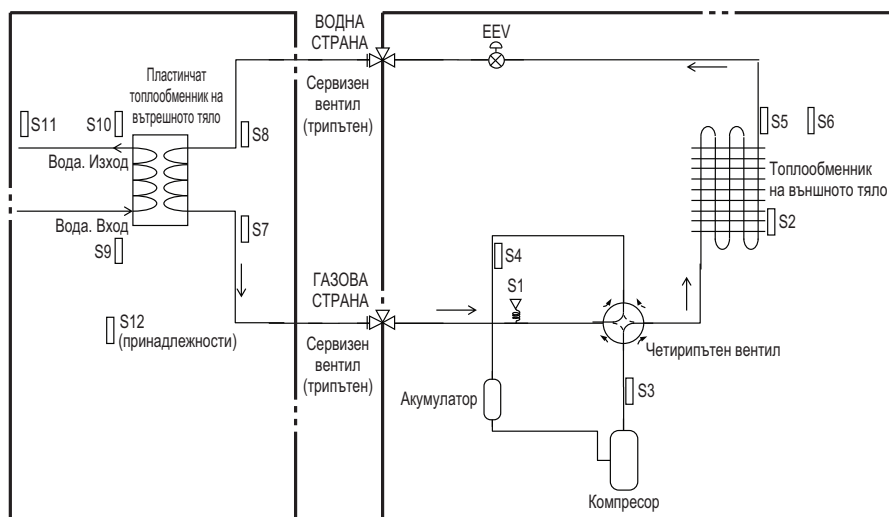 ВОДНА
СТРАНА
EEV
Сервизен
вентил
(трипътен)
Пластинчат
топлообменник на
вътрешното тяло
S11
S10
S8
Вода. Изход
Вода. Вход
S7
S9
S12
(принадлежности)
ГАЗОВА
СТРАНА
Сервизен
вентил
(трипътен)
S5
S6
Топлообменник
на външното тяло
S2
S4
S1
Четирипътен вентил
S3
Акумулатор
Компресор